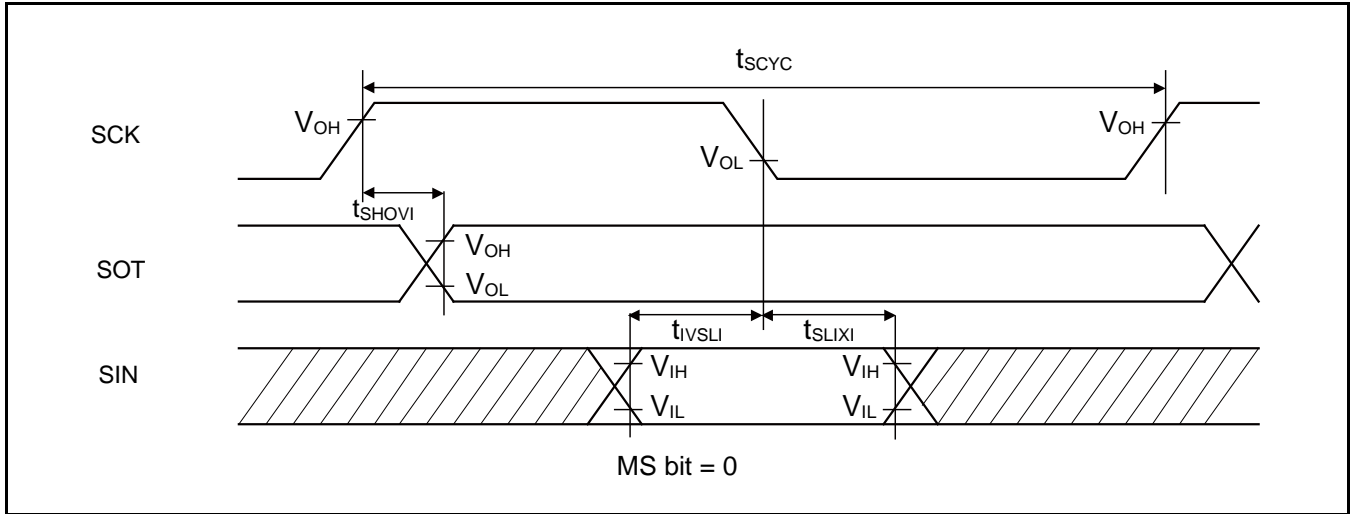 tSCYC
SCK
VOH
VOL
VOH
tSHOVI
SOT
VOH
VOL
tIVSLI
tSLIXI
SIN
VIH
VIH
VIL
VIL
MS bit = 0